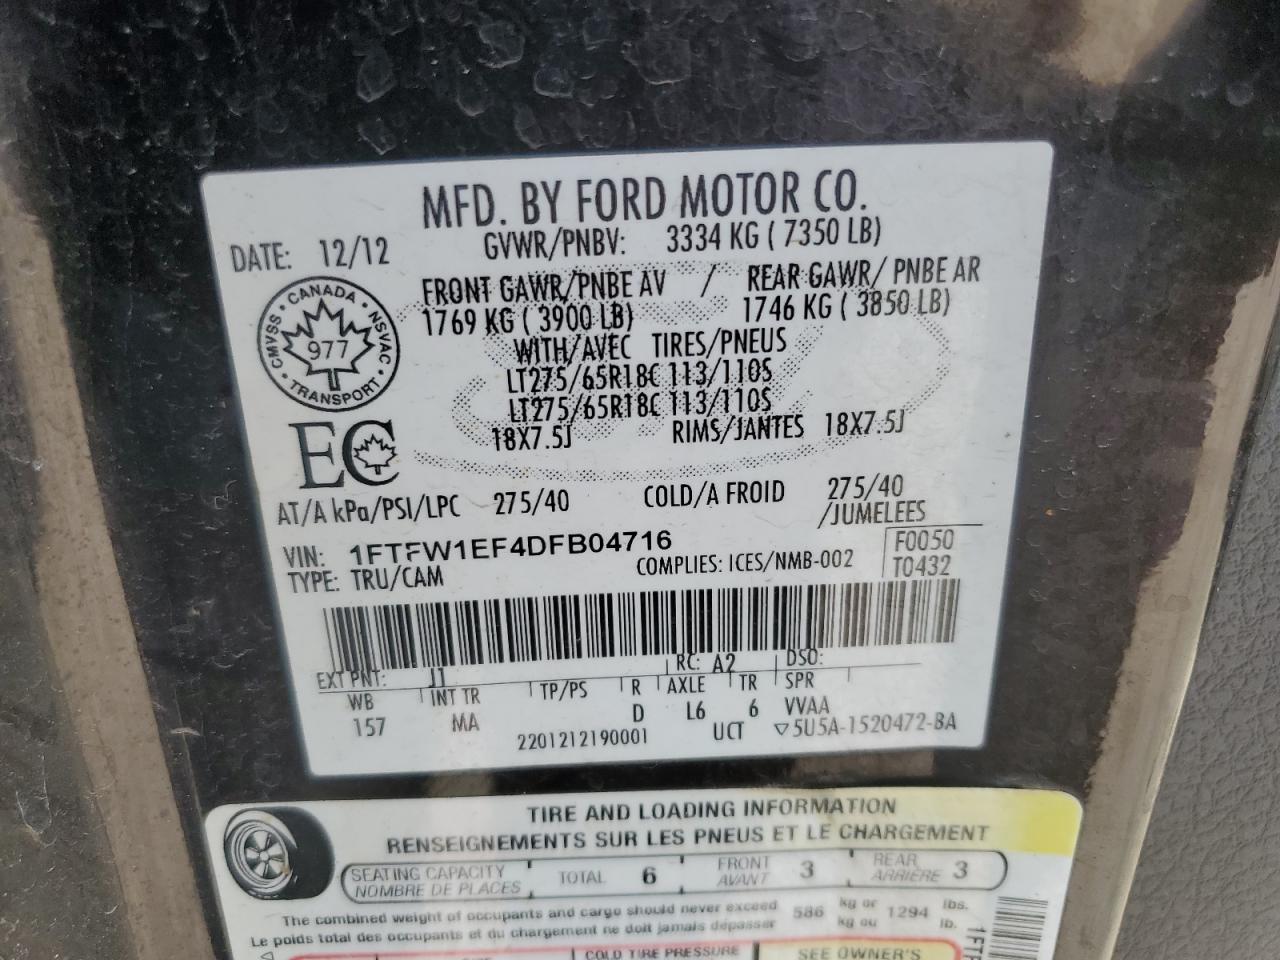 MFD. BY FORD MOTOR CO.
DATE: 12/12 GVWR/PNBV: 3334 KG ( 7350 LB)
FRONT GAWR/PNBE AV / REAR GAWR/ PNBE AR
1769 KG ( 3900 LB) 1746 KG ( 3850 LB)
WITH/AVEC TIRES/PNEUS
LT275/65R18C 113/110S
LT275/65R18C 113/110S
18X7.5J RIMS/JANTES 18X7.5J
CANADA · NSVAC · TRANSPORT · CMVSS ·
977
EC
AT/A kPa/PSI/LPC 275/40 COLD/A FROID 275/40
/JUMELEES
VIN: 1FTFW1EF4DFB04716 F0050
TYPE: TRU/CAM COMPLIES: ICES/NMB-002 T0432
EXT PNT: J1 RC: A2 DSO:
WB INT TR TP/PS R AXLE TR SPR
157 MA D L6 6 VVAA
2201212190001 UCT ▽5U5A-1520472-BA
TIRE AND LOADING INFORMATION
RENSEIGNEMENTS SUR LES PNEUS ET LE CHARGEMENT
SEATING CAPACITY TOTAL 6 FRONT 3 REAR 3
NOMBRE DE PLACES AVANT ARRIÈRE
The combined weight of occupants and cargo should never exceed 586 kg or 1294 lbs.
Le poids total des occupants et du chargement ne doit jamais dépasser kg ou lb.
COLD TIRE PRESSURE SEE OWNER'S
1FTF